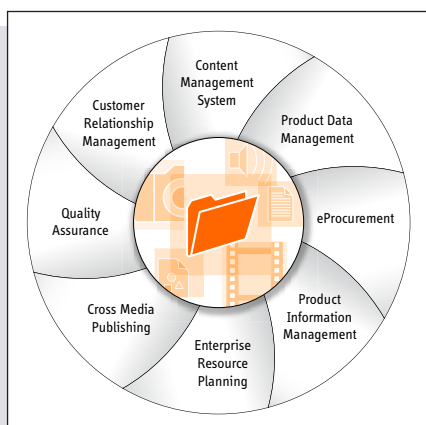 Content
Management
System
Product Data
Management
eProcurement
Product
Information
Management
Enterprise
Resource
Planning
Cross Media
Publishing
Quality
Assurance
Customer
Relationship
Management